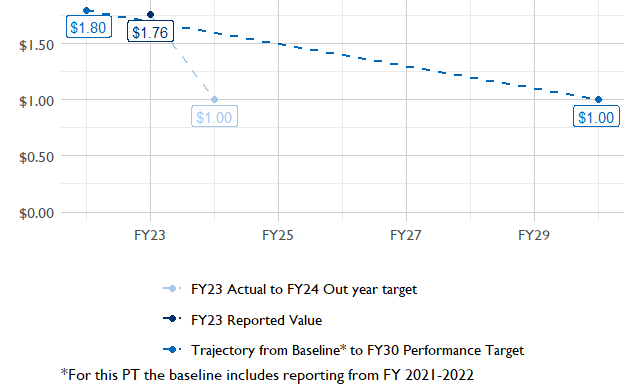 $1.80
$1.76
$1.50
$1.00
$1.00
$1.00
$0.50
$0.00
FY23
FY25
FY27
FY29
FY23 Actual to FY24 Out year target
FY23 Reported Value
Trajectory from Baseline* to FY30 Performance Target
*For this PT the baseline includes reporting from FY 2021-2022